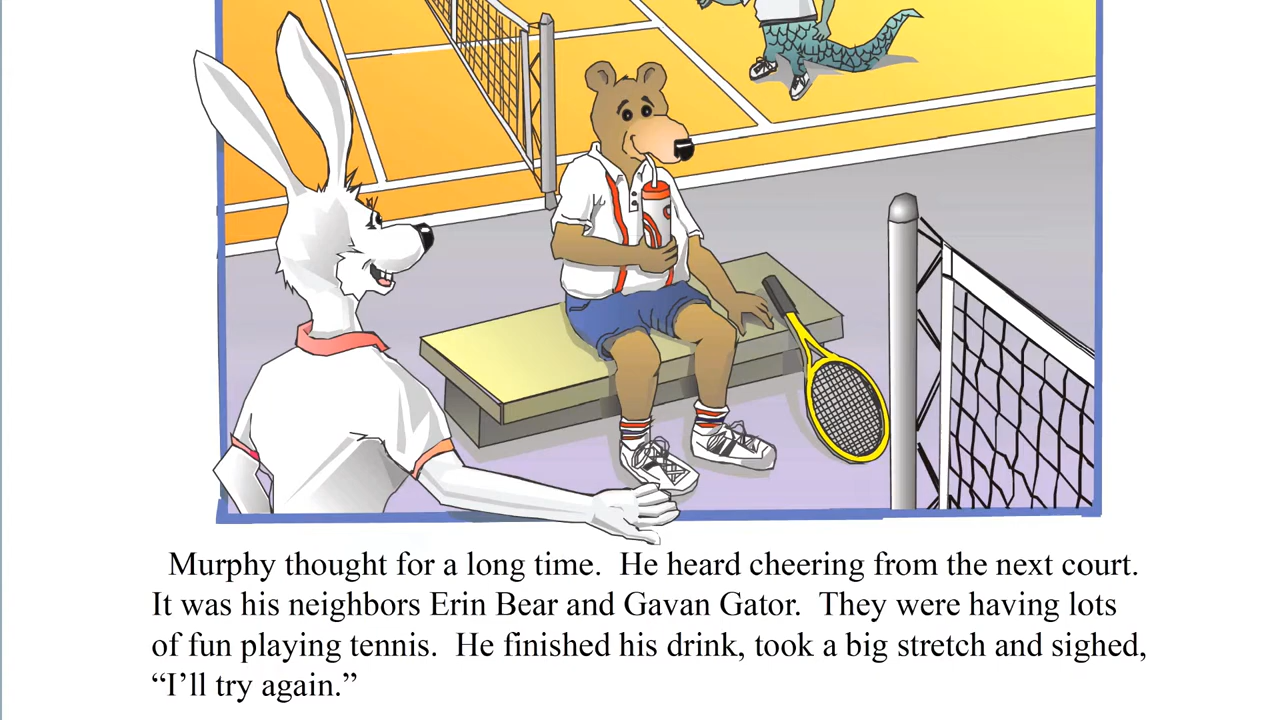 Murphy thought for a long time.  He heard cheering from the next court.
It was his neighbors Erin Bear and Gavan Gator.  They were having lots
of fun playing tennis.  He finished his drink, took a big stretch and sighed,
“I’ll try again.”